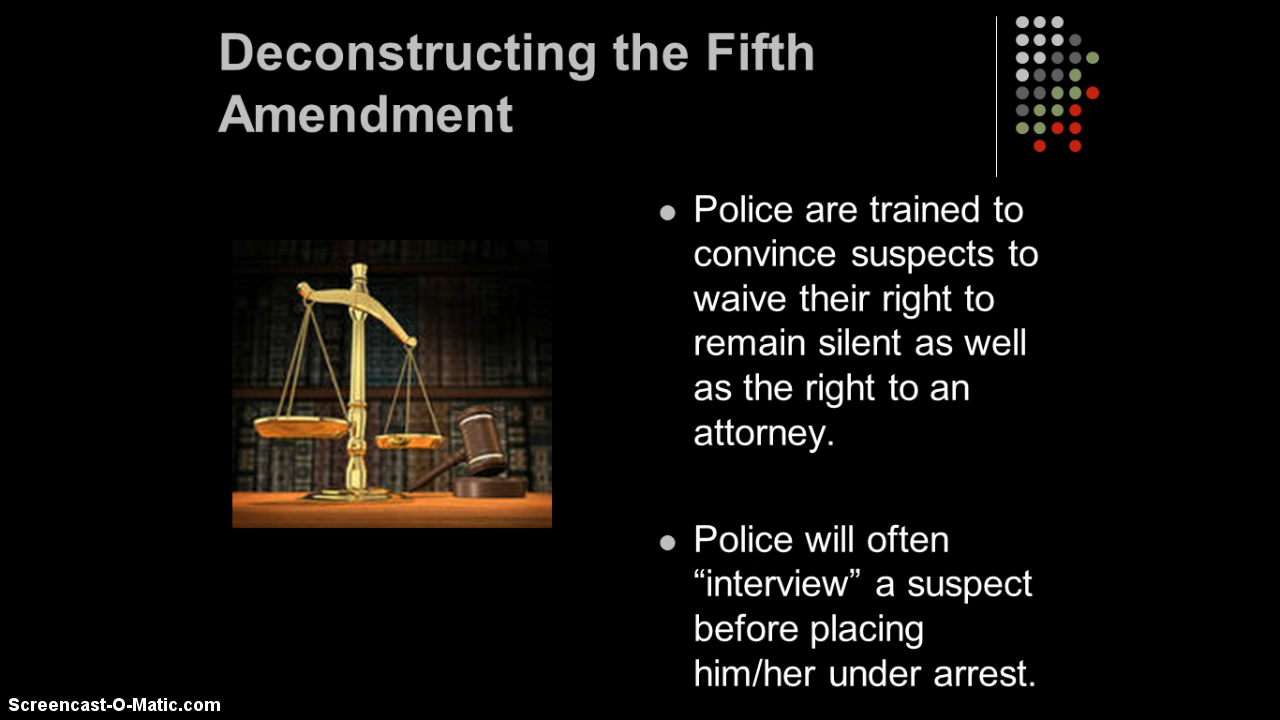 Deconstructing the Fifth
Amendment
Police are trained to
convince suspects to
waive their right to
remain silent as well
as the right to an
attorney.
Police will often
“interview” a suspect
before placing
him/her under arrest.
Screencast-O-Matic.com